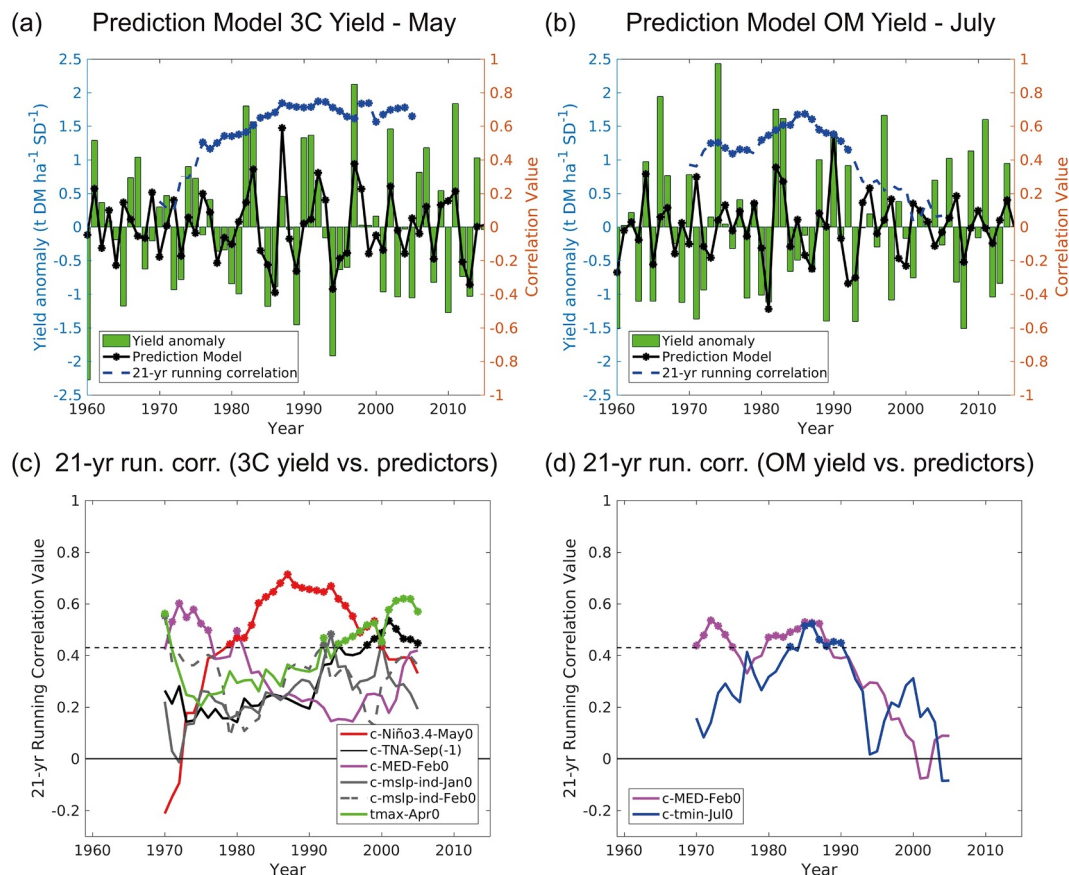 (a) Prediction Model 3C Yield - May
2.5
2
1.5
1
0.5
0
-0.5
-1
-1.5
-2
-2.5
Yield anomaly (t DM ha⁻¹ SD⁻¹)
1
0.8
0.6
0.4
0.2
0
-0.2
-0.4
-0.6
-0.8
-1
Correlation Value
Yield anomaly
Prediction Model
21-yr running correlation
1960 1970 1980 1990 2000 2010
Year
(b) Prediction Model OM Yield - July
2.5
2
1.5
1
0.5
0
-0.5
-1
-1.5
-2
-2.5
Yield anomaly (t DM ha⁻¹ SD⁻¹)
1
0.8
0.6
0.4
0.2
0
-0.2
-0.4
-0.6
-0.8
-1
Correlation Value
Yield anomaly
Prediction Model
21-yr running correlation
1960 1970 1980 1990 2000 2010
Year
(c) 21-yr run. corr. (3C yield vs. predictors)
1
0.8
0.6
0.4
0.2
0
-0.2
21-yr Running Correlation Value
c-Niño3.4-May0
c-TNA-Sep(-1)
c-MED-Feb0
c-mslp-ind-Jan0
c-mslp-ind-Feb0
tmax-Apr0
1960 1970 1980 1990 2000 2010
Year
(d) 21-yr run. corr. (OM yield vs. predictors)
1
0.8
0.6
0.4
0.2
0
-0.2
21-yr Running Correlation Value
c-MED-Feb0
c-tmin-Jul0
1960 1970 1980 1990 2000 2010
Year